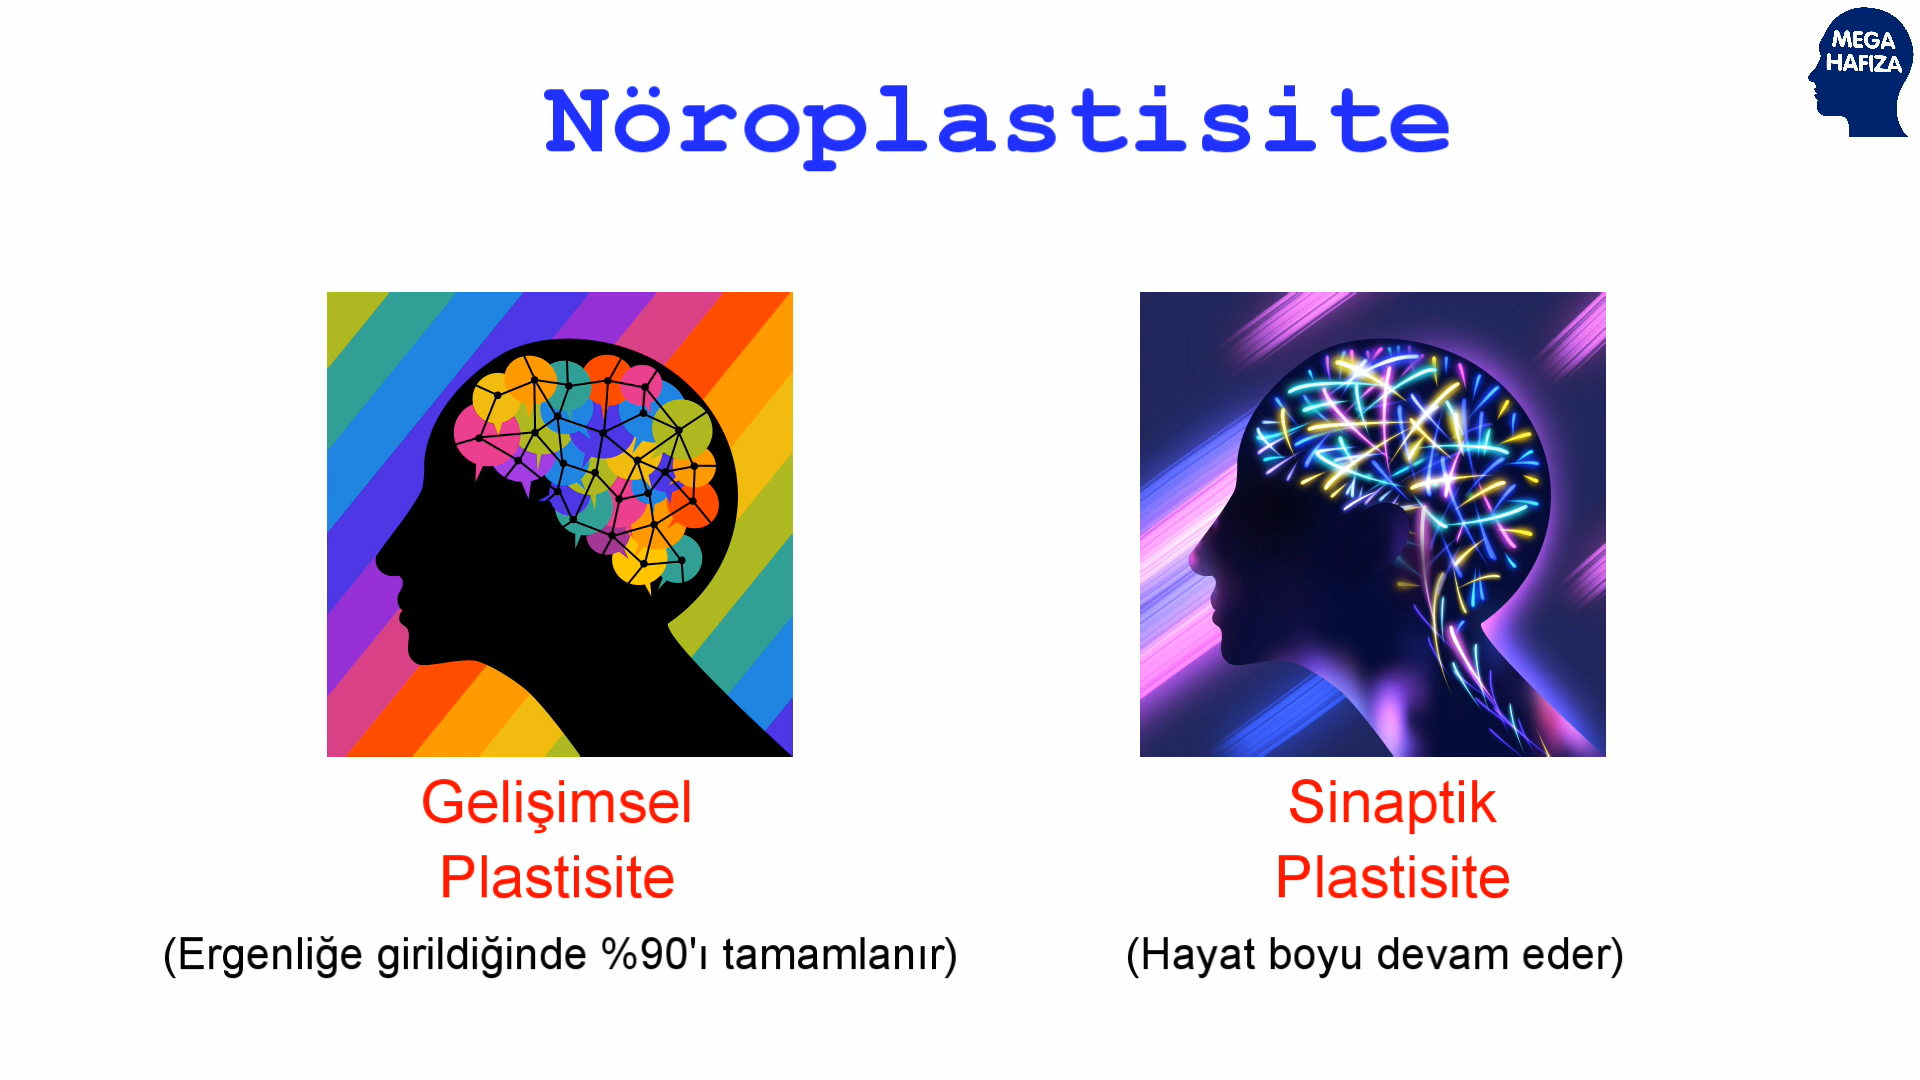 MEGA
HAFIZA
Nöroplastisite
Gelişimsel
Plastisite
(Ergenliğe girildiğinde %90'ı tamamlanır)
Sinaptik
Plastisite
(Hayat boyu devam eder)